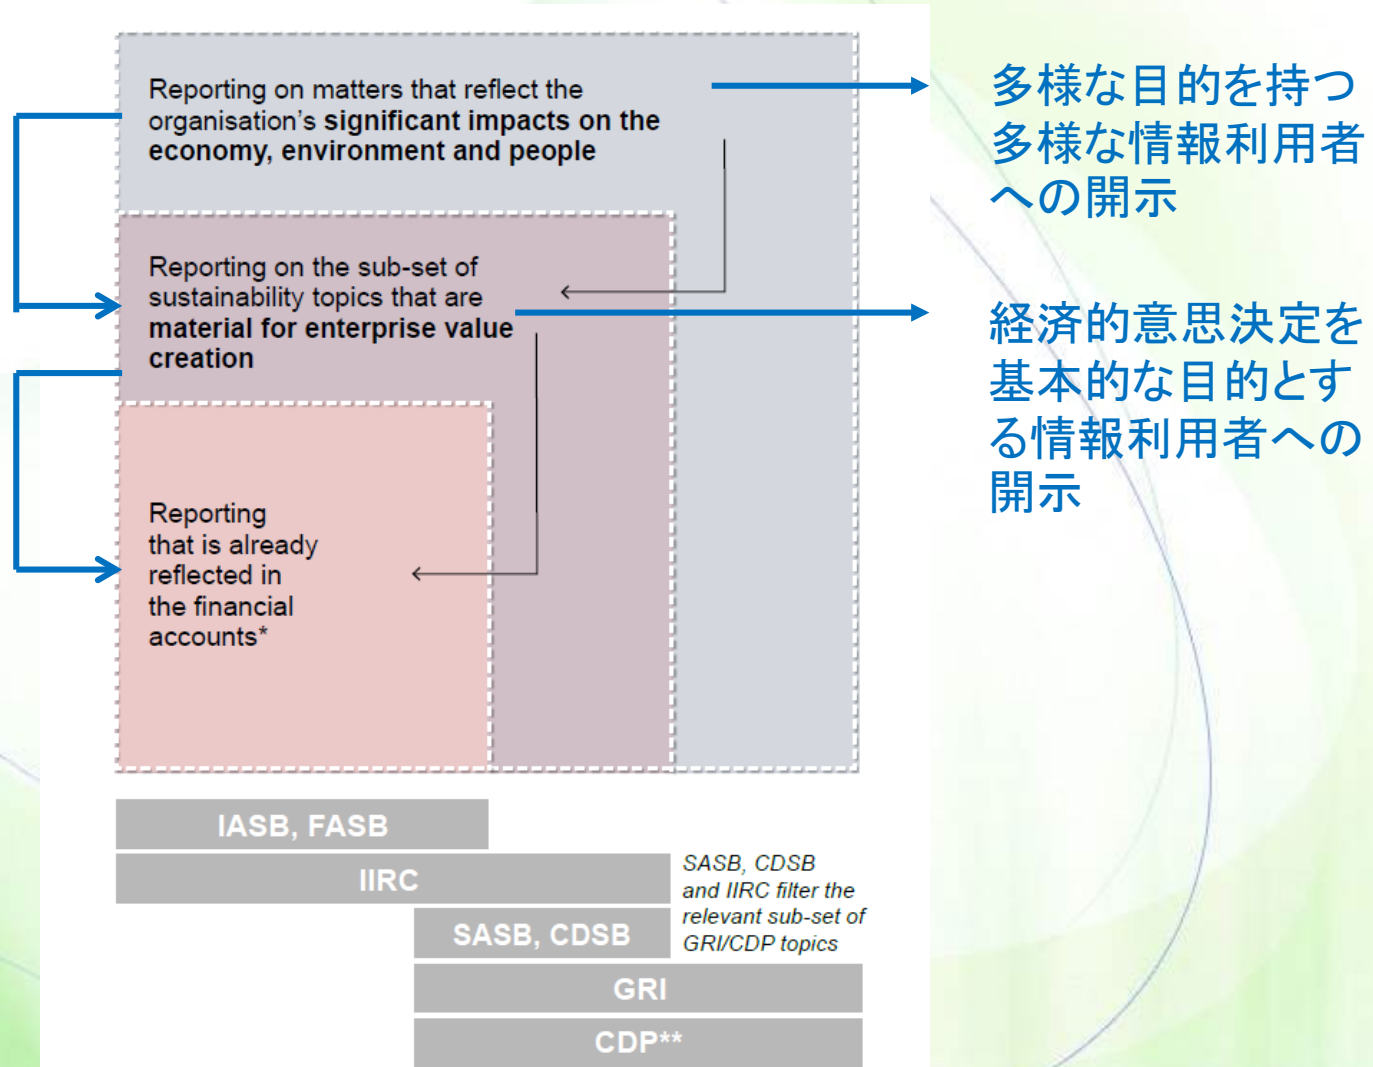 Reporting on matters that reflect the
organisation's significant impacts on the
economy, environment and people
多様な目的を持つ
多様な情報利用者
への開示
Reporting on the sub-set of
sustainability topics that are
material for enterprise value
creation
経済的意思決定を
基本的な目的とす
る情報利用者への
開示
Reporting
that is already
reflected in
the financial
accounts*
IASB, FASB
IIRC
SASB, CDSB
and IIRC filter the
relevant sub-set of
GRI/CDP topics
SASB, CDSB
GRI
CDP**